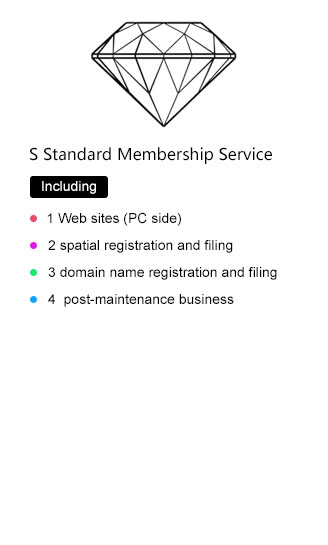 S Standard Membership Service
Including
1 Web sites (PC side)
2 spatial registration and filing
3 domain name registration and filing
4 post-maintenance business